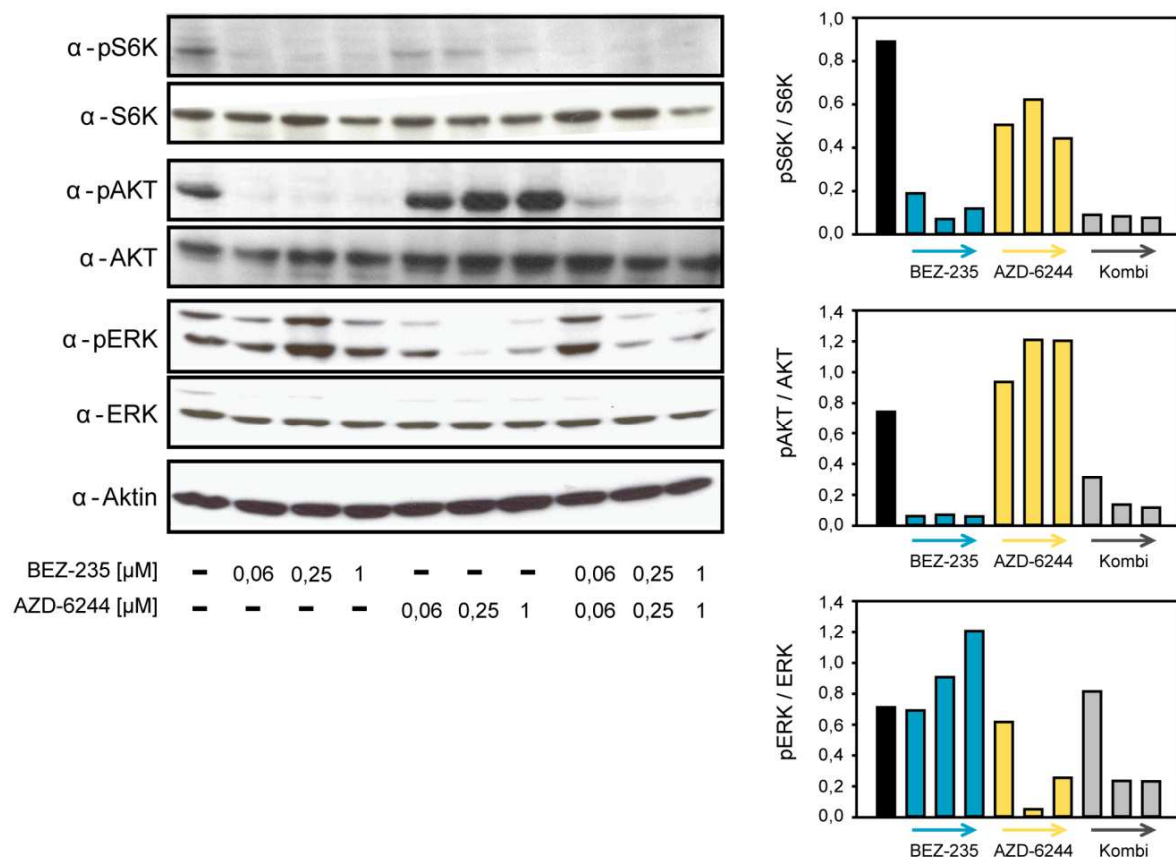 α-pS6K
α-S6K
α-pAKT
α-AKT
α-pERK
α-ERK
α-Aktin
BEZ-235 [µM] – 0,06 0,25 1 – – – 0,06 0,25 1
AZD-6244 [µM] – – – – 0,06 0,25 1 0,06 0,25 1
pS6K / S6K
1,0
0,8
0,6
0,4
0,2
0,0
BEZ-235 AZD-6244 Kombi
pAKT / AKT
1,4
1,2
1,0
0,8
0,6
0,4
0,2
0,0
BEZ-235 AZD-6244 Kombi
pERK / ERK
1,4
1,2
1,0
0,8
0,6
0,4
0,2
0,0
BEZ-235 AZD-6244 Kombi